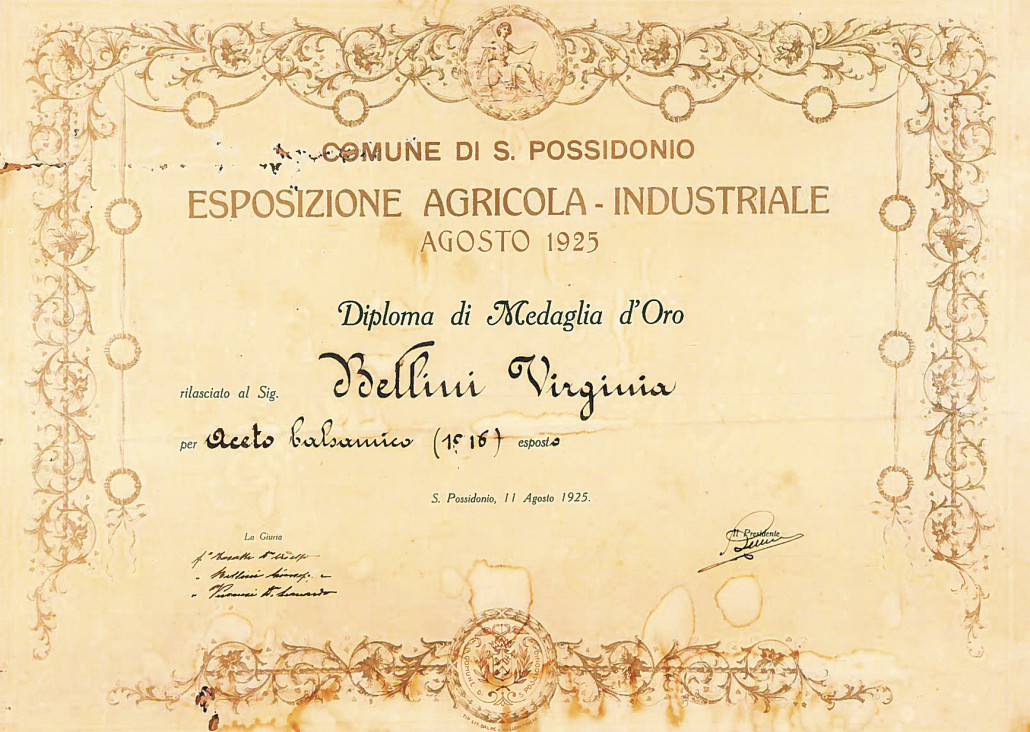 COMUNE DI S. POSSIDONIO
ESPOSIZIONE AGRICOLA - INDUSTRIALE
AGOSTO 1925
Diploma di Medaglia d'Oro
rilasciato al Sig. Bellini Virginia
per Aceto balsamico esposto
S. Possidonio, 11 Agosto 1925.
La Giuria
Il Presidente